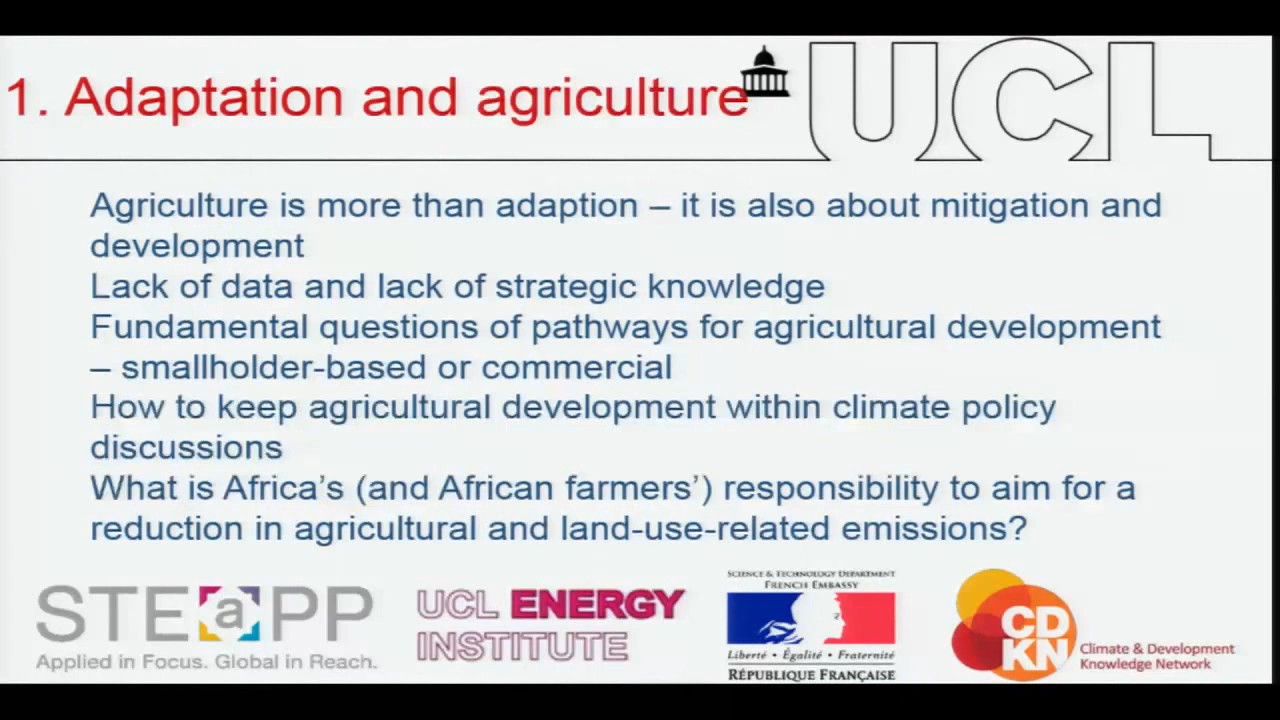 1. Adaptation and agriculture
UCL
Agriculture is more than adaption – it is also about mitigation and
development
Lack of data and lack of strategic knowledge
Fundamental questions of pathways for agricultural development
– smallholder-based or commercial
How to keep agricultural development within climate policy
discussions
What is Africa’s (and African farmers’) responsibility to aim for a
reduction in agricultural and land-use-related emissions?
STEaPP
Applied in Focus. Global in Reach.
UCL ENERGY
INSTITUTE
SCIENCE & TECHNOLOGY DEPARTMENT
FRENCH EMBASSY
Liberté • Égalité • Fraternité
RÉPUBLIQUE FRANÇAISE
CD
KN
Climate & Development
Knowledge Network